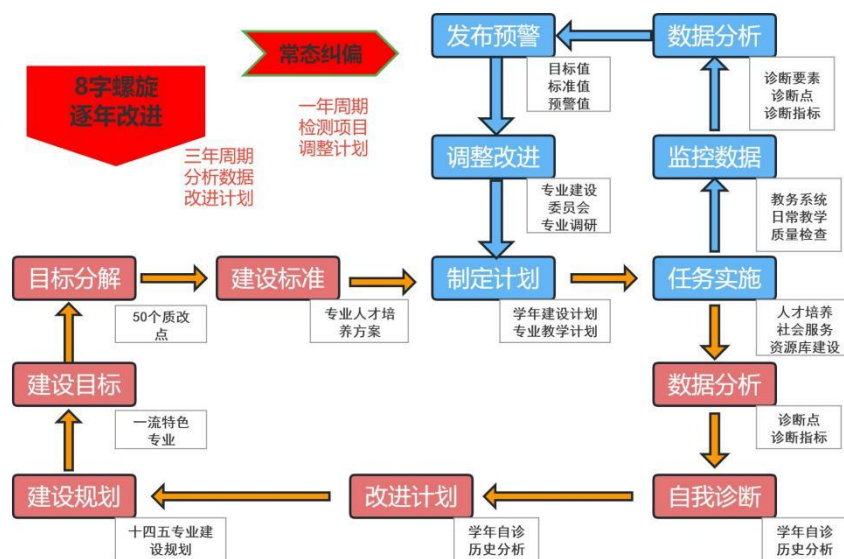 常态纠偏
发布预警
数据分析
8字螺旋
逐年改进
目标值
标准值
预警值
诊断要素
诊断点
诊断指标
一年周期
检测项目
调整计划
三年周期
分析数据
改进计划
调整改进
监控数据
专业建设
委员会
专业调研
教务系统
日常教学
质量检查
目标分解
建设标准
制定计划
任务实施
50个质改
点
专业人才培
养方案
学年建设计划
专业教学计划
人才培养
社会服务
资源库建设
建设目标
数据分析
一流特色
专业
诊断点
诊断指标
建设规划
改进计划
自我诊断
十四五专业建
设规划
学年自诊
历史分析
学年自诊
历史分析